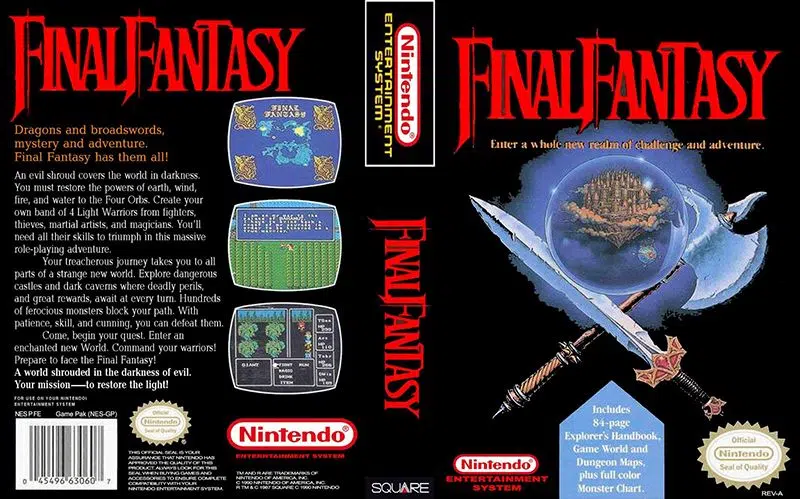 FINAL FANTASY
Dragons and broadswords,
mystery and adventure.
Final Fantasy has them all!
An evil shroud covers the world in darkness.
You must restore the powers of earth, wind,
fire, and water to the Four Orbs. Create your
own band of 4 Light Warriors from fighters,
thieves, martial artists, and magicians. You'll
need all their skills to triumph in this massive
role-playing adventure.
Your treacherous journey takes you to all
parts of a strange new world. Explore dangerous
castles and dark caverns where deadly perils,
and great rewards, await at every turn. Hundreds
of ferocious monsters block your path. With
patience, skill, and cunning, you can defeat them.
Come, begin your quest. Enter an
enchanted new World. Command your warriors!
Prepare to face the Final Fantasy!
A world shrouded in the darkness of evil.
Your mission—to restore the light!
FOR USE ON YOUR NINTENDO
ENTERTAINMENT SYSTEM
NES P FE Game Pak (NES-GP)
0 45496 63060 7
Official
Nintendo
Seal of Quality
THIS OFFICIAL SEAL IS YOUR
ASSURANCE THAT NINTENDO HAS
APPROVED THE QUALITY OF THIS
PRODUCT. ALWAYS LOOK FOR THIS
SEAL WHEN BUYING GAMES AND
ACCESSORIES TO ENSURE COMPLETE
COMPATIBILITY WITH YOUR
NINTENDO ENTERTAINMENT SYSTEM.
FINAL
FANTASY
GIANT
FIGHT RUN
MAGIC
DRINK
ITEM
HP
HP
HP
HP
Nintendo®
ENTERTAINMENT SYSTEM
TM AND R ARE TRADEMARKS OF
NINTENDO OF AMERICA, INC.
© 1990 NINTENDO OF AMERICA, INC.
R TM & © 1987 SQUARE © 1990 NINTENDO
Nintendo®
ENTERTAINMENT
SYSTEM®
FINAL FANTASY
SQUARE
FINAL FANTASY
Enter a whole new realm of challenge and adventure.
Includes
84-page
Explorer's Handbook,
Game World and
Dungeon Maps,
plus full color
Monster Chart.
Nintendo®
ENTERTAINMENT
SYSTEM
Official
Nintendo
Seal of Quality
REV-A